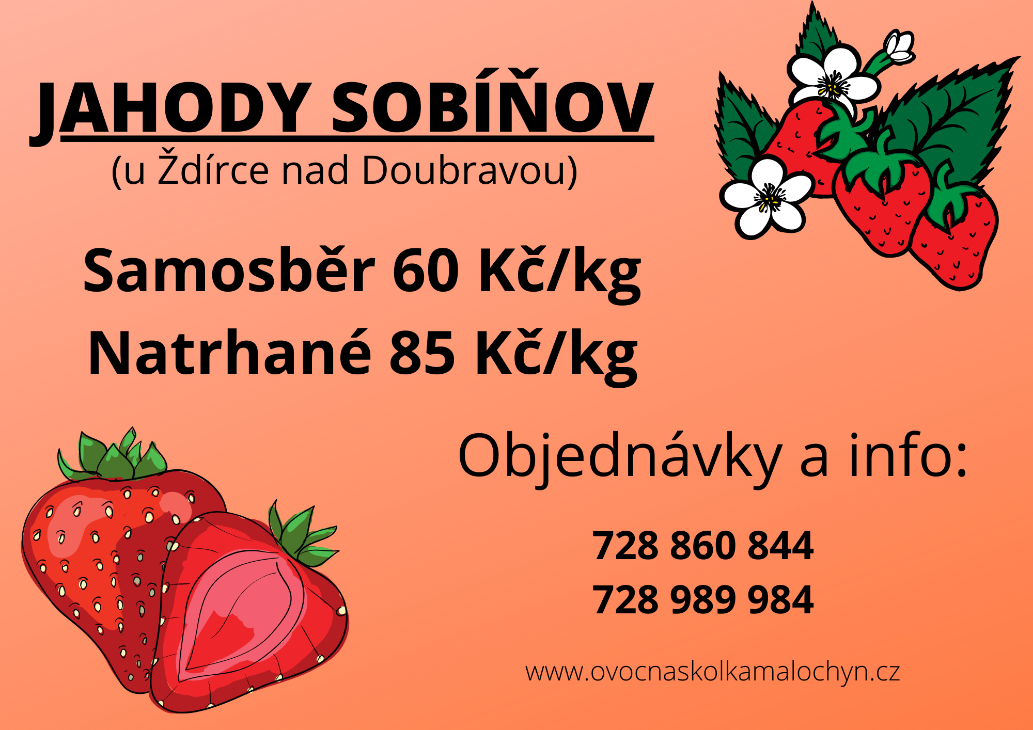 JAHODY SOBÍŇOV
(u Ždírce nad Doubravou)
Samosběr 60 Kč/kg
Natrhané 85 Kč/kg
Objednávky a info:
728 860 844
728 989 984
www.ovocnaskolkamalochyn.cz